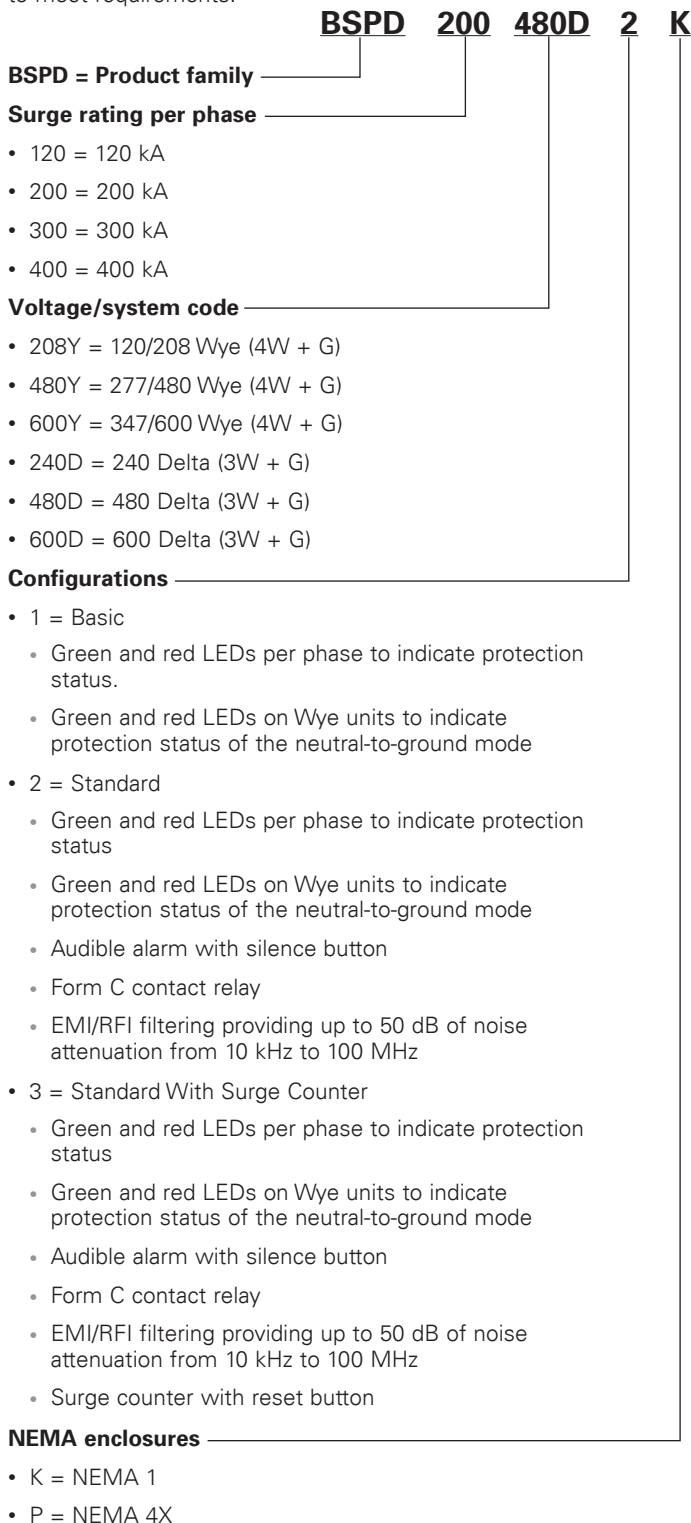 to meet requirements.
BSPD 200 480D 2 K
BSPD = Product family
Surge rating per phase
• 120 = 120 kA
• 200 = 200 kA
• 300 = 300 kA
• 400 = 400 kA
Voltage/system code
• 208Y = 120/208 Wye (4W + G)
• 480Y = 277/480 Wye (4W + G)
• 600Y = 347/600 Wye (4W + G)
• 240D = 240 Delta (3W + G)
• 480D = 480 Delta (3W + G)
• 600D = 600 Delta (3W + G)
Configurations
• 1 = Basic
• Green and red LEDs per phase to indicate protection
status.
• Green and red LEDs on Wye units to indicate
protection status of the neutral-to-ground mode
• 2 = Standard
• Green and red LEDs per phase to indicate protection
status
• Green and red LEDs on Wye units to indicate
protection status of the neutral-to-ground mode
• Audible alarm with silence button
• Form C contact relay
• EMI/RFI filtering providing up to 50 dB of noise
attenuation from 10 kHz to 100 MHz
• 3 = Standard With Surge Counter
• Green and red LEDs per phase to indicate protection
status
• Green and red LEDs on Wye units to indicate
protection status of the neutral-to-ground mode
• Audible alarm with silence button
• Form C contact relay
• EMI/RFI filtering providing up to 50 dB of noise
attenuation from 10 kHz to 100 MHz
• Surge counter with reset button
NEMA enclosures
• K = NEMA 1
• P = NEMA 4X